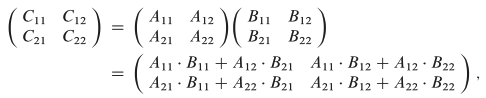 ( C₁₁ C₁₂ ) = ( A₁₁ A₁₂ ) ( B₁₁ B₁₂ )
( C₂₁ C₂₂ ) ( A₂₁ A₂₂ ) ( B₂₁ B₂₂ )
= ( A₁₁ · B₁₁ + A₁₂ · B₂₁ A₁₁ · B₁₂ + A₁₂ · B₂₂ )
( A₂₁ · B₁₁ + A₂₂ · B₂₁ A₂₁ · B₁₂ + A₂₂ · B₂₂ ) ,